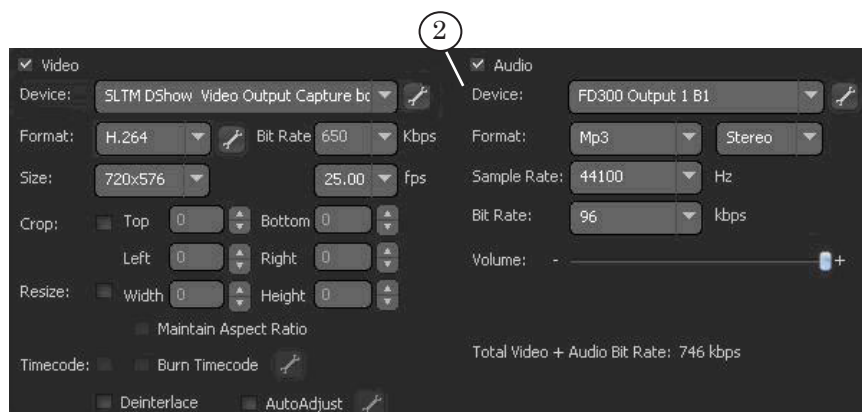 2
Video
Device: SLTM DShow Video Output Capture bc
Format: H.264 Bit Rate 650 Kbps
Size: 720x576 25.00 fps
Crop: Top 0 Bottom 0
Left 0 Right 0
Resize: Width 0 Height 0
Maintain Aspect Ratio
Timecode: Burn Timecode
Deinterlace AutoAdjust
Audio
Device: FD300 Output 1 B1
Format: Mp3 Stereo
Sample Rate: 44100 Hz
Bit Rate: 96 kbps
Volume: - +
Total Video + Audio Bit Rate: 746 kbps